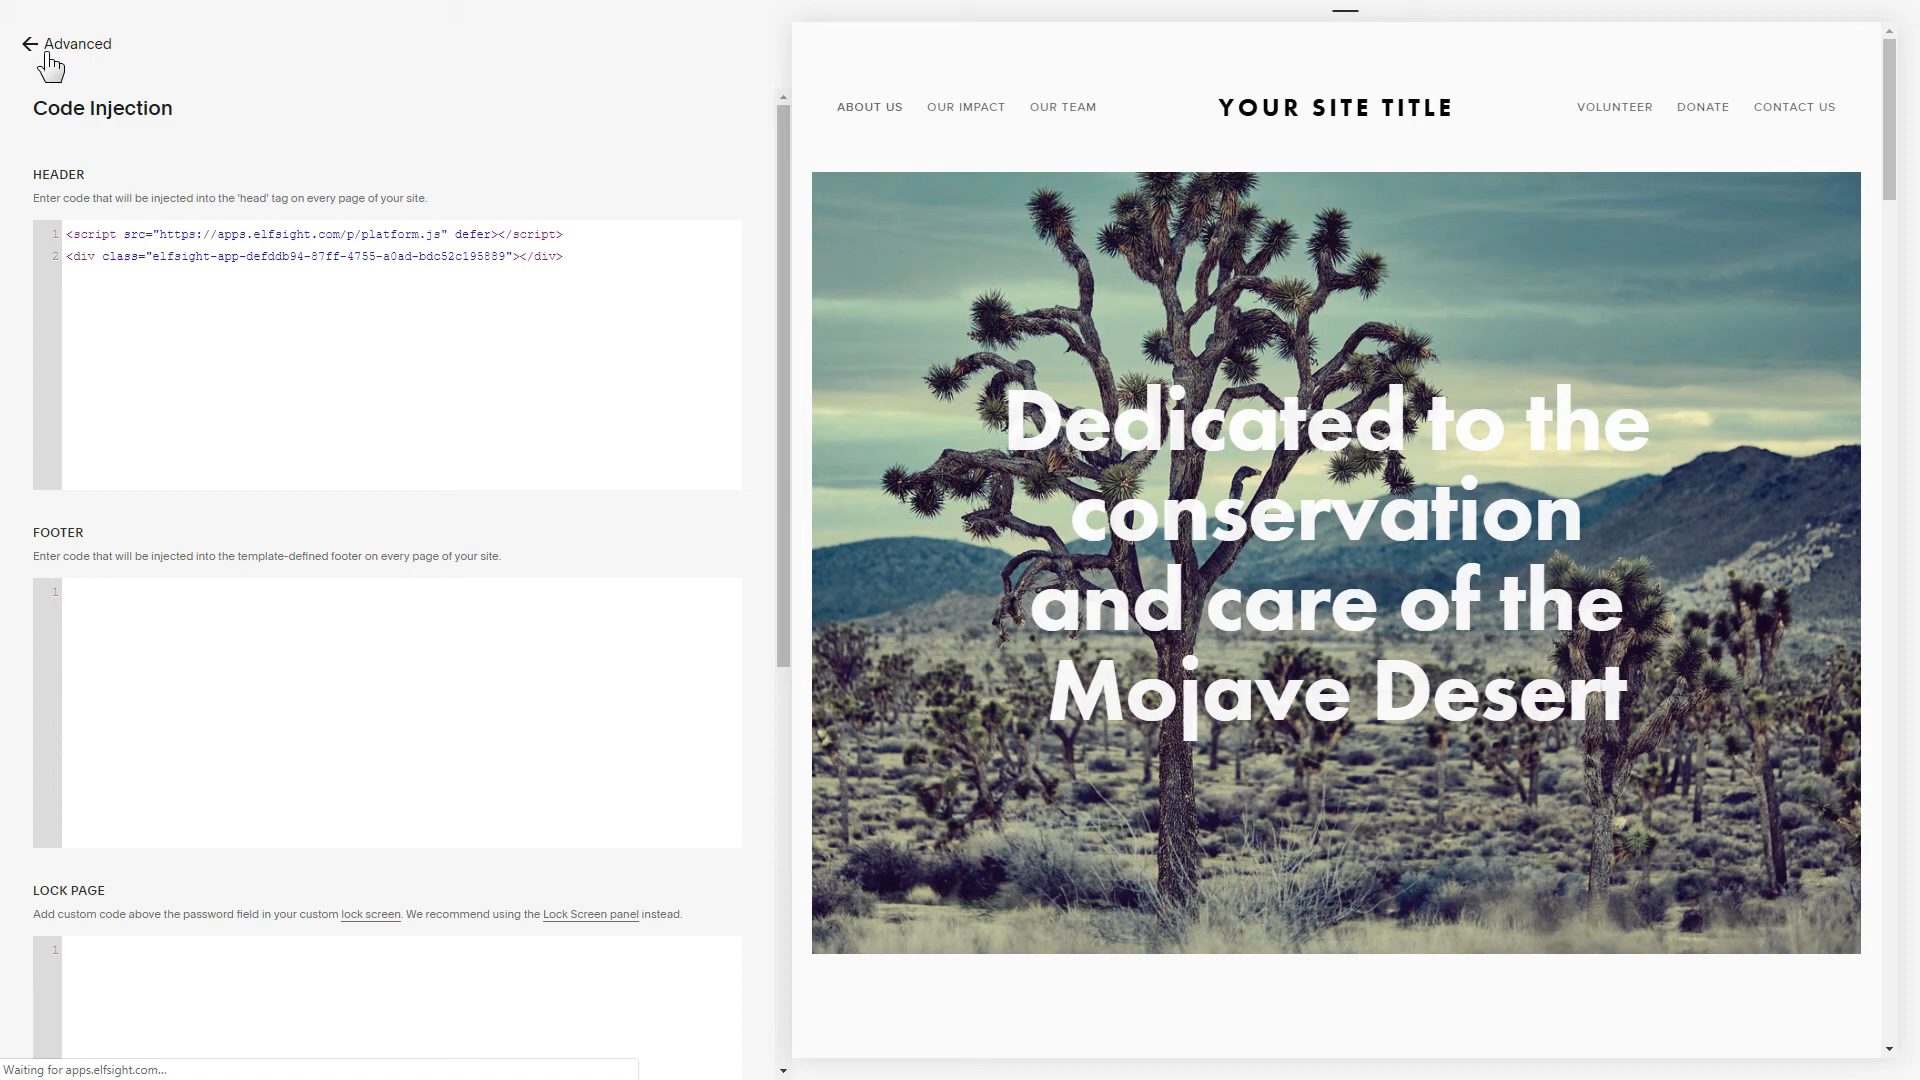 Advanced
Code Injection
HEADER
Enter code that will be injected into the 'head' tag on every page of your site.
1 <script src="https://apps.elfsight.com/p/platform.js" defer></script>
2 <div class="elfsight-app-defddb94-87ff-4755-a0ad-bdc52c195889"></div>
FOOTER
Enter code that will be injected into the template-defined footer on every page of your site.
1
LOCK PAGE
Add custom code above the password field in your custom lock screen. We recommend using the Lock Screen panel instead.
1
Waiting for apps.elfsight.com...
ABOUT US OUR IMPACT OUR TEAM YOUR SITE TITLE VOLUNTEER DONATE CONTACT US
Dedicated to the
conservation
and care of the
Mojave Desert